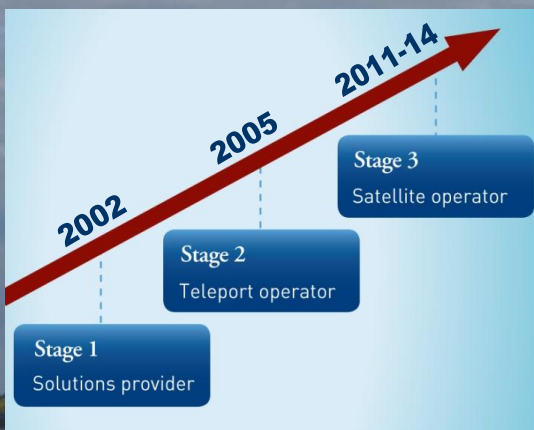 2011-14
2005
2002
Stage 3
Satellite operator
Stage 2
Teleport operator
Stage 1
Solutions provider